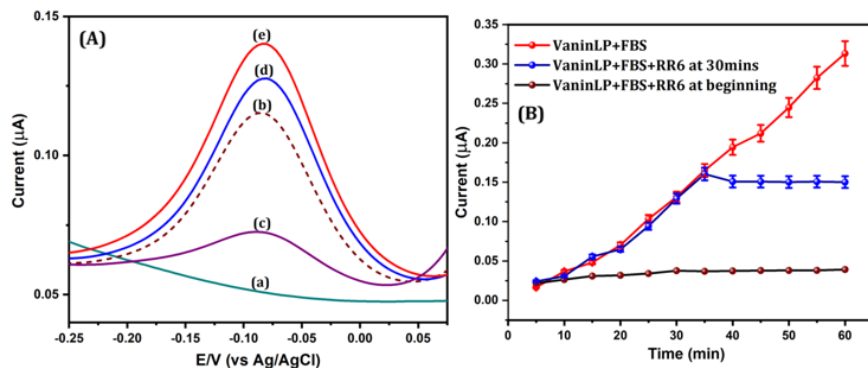 (A)
(e)
(d)
(b)
(c)
(a)
0.15
0.10
0.05
Current (µA)
-0.25
-0.20
-0.15
-0.10
-0.05
0.00
0.05
E/V (vs Ag/AgCl)
VaninLP+FBS
VaninLP+FBS+RR6 at 30mins
VaninLP+FBS+RR6 at beginning
(B)
0.35
0.30
0.25
0.20
0.15
0.10
0.05
0.00
Current (µA)
0
10
20
30
40
50
60
Time (min)